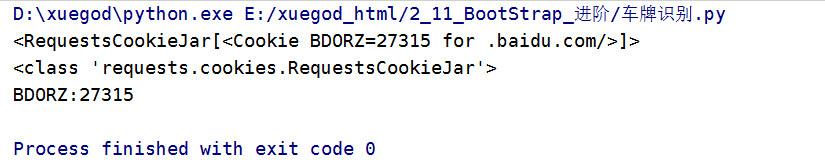 D:\xuegod\python.exe E:/xuegod_html/2_11_BootStrap_进阶/车牌识别.py
<RequestsCookieJar[<Cookie BDORZ=27315 for .baidu.com/>]>
<class 'requests.cookies.RequestsCookieJar'>
BDORZ:27315
Process finished with exit code 0